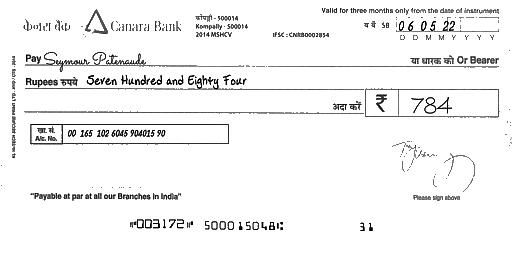 Valid for three months only from the date of instrument
केनरा बैंक Canara Bank
कोंपल्ली - 500014
Kompally - 500014
2014 MSHCV
IFSC : CNRB0002854
SB 06 05 22
D D M M Y Y Y Y
Pay Seymour Patenaude या धारक को Or Bearer
Rupees रुपये Seven Hundred and Eighty Four
अदा करें ₹ 784
खा. सं.
A/c. No. 00 165 102 6045 904015 90
"Payable at par at all our Branches in India"
Please sign above
⑈003172⑈ 500015048⑆ 31